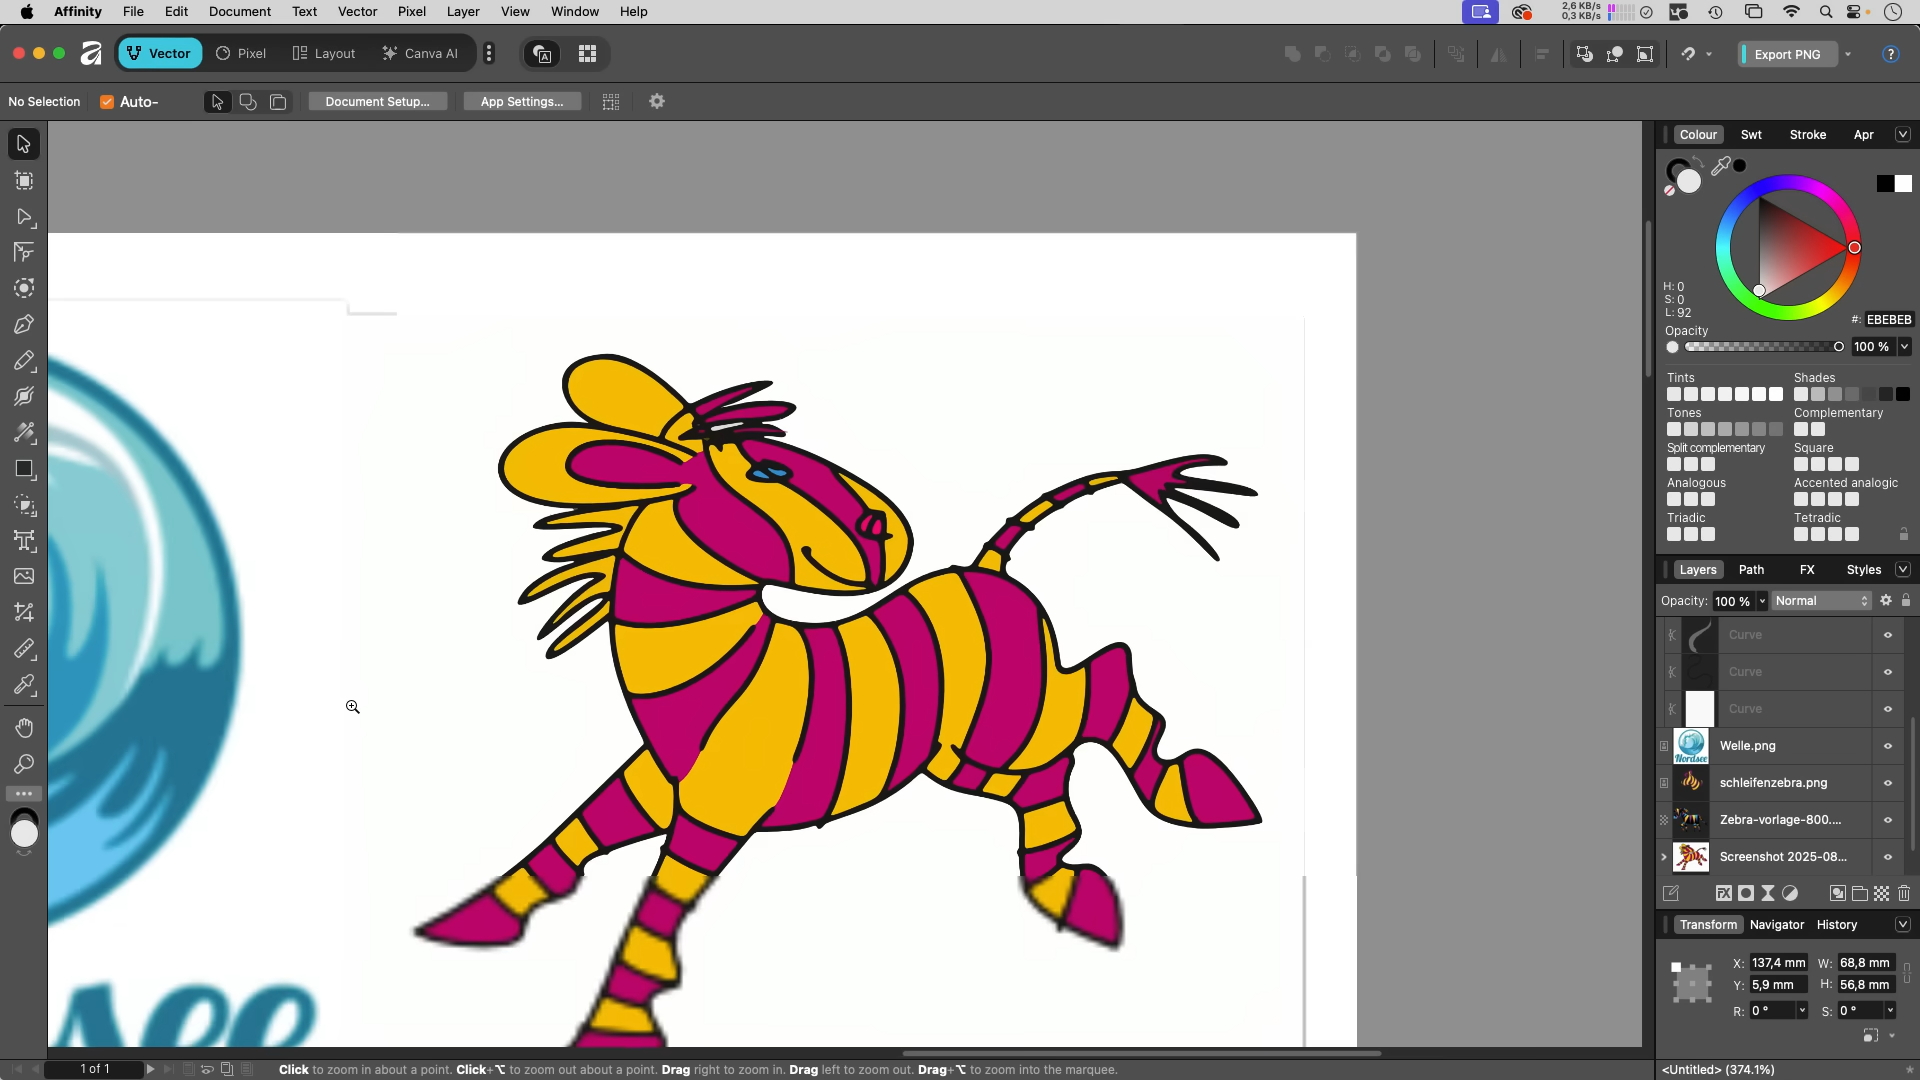 Affinity File Edit Document Text Vector Pixel Layer View Window Help
2,6 KB/s
0,3 KB/s
Vector Pixel Layout Canva AI
Export PNG
No Selection Auto- Document Setup... App Settings...
Colour Swt Stroke Apr
H: 0
S: 0
L: 92
#: EBEBEB
Opacity
100 %
Tints Shades
Tones Complementary
Split complementary Square
Analogous Accented analogic
Triadic Tetradic
Layers Path FX Styles
Opacity: 100 % Normal
Curve
Curve
Curve
Welle.png
schleifenzebra.png
Zebra-vorlage-800....
Screenshot 2025-08...
Transform Navigator History
X: 137,4 mm W: 68,8 mm
Y: 5,9 mm H: 56,8 mm
R: 0 ° S: 0 °
Nordsee
see
1 of 1
Click to zoom in about a point. Click+⌥ to zoom out about a point. Drag right to zoom in. Drag left to zoom out. Drag+⌥ to zoom into the marquee.
<Untitled> (374.1%)